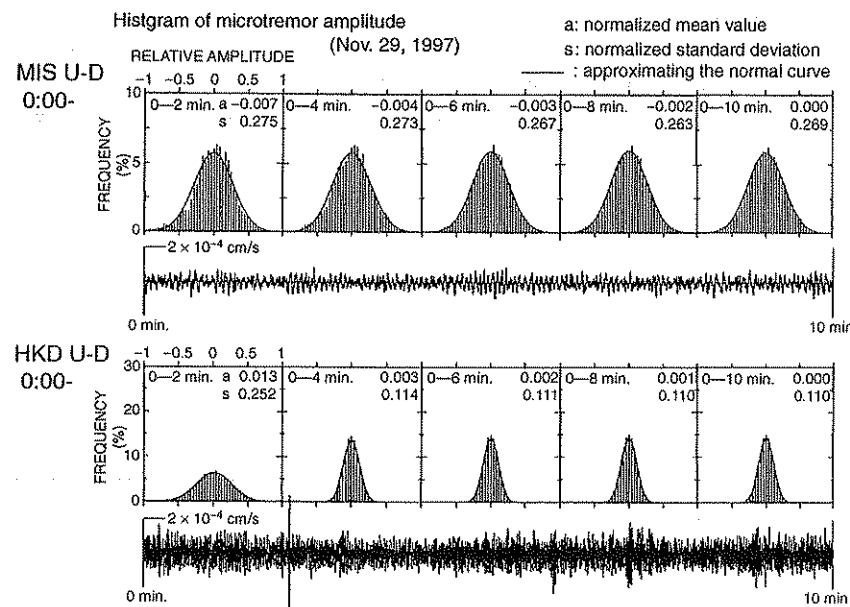 Histgram of microtremor amplitude
(Nov. 29, 1997)
a: normalized mean value
s: normalized standard deviation
: approximating the normal curve
MIS U-D
0:00-
RELATIVE AMPLITUDE
−1 −0.5 0 0.5 1
10
5
0
FREQUENCY
(%)
0—2 min. a −0.007
s 0.275
0—4 min. −0.004
0.273
0—6 min. −0.003
0.267
0—8 min. −0.002
0.263
0—10 min. 0.000
0.269
2 × 10⁻⁴ cm/s
0 min.
10 min
HKD U-D
0:00-
−1 −0.5 0 0.5 1
30
20
10
0
FREQUENCY
(%)
0—2 min. a 0.013
s 0.252
0—4 min. 0.003
0.114
0—6 min. 0.002
0.111
0—8 min. 0.001
0.110
0—10 min. 0.000
0.110
2 × 10⁻⁴ cm/s
0 min.
10 min